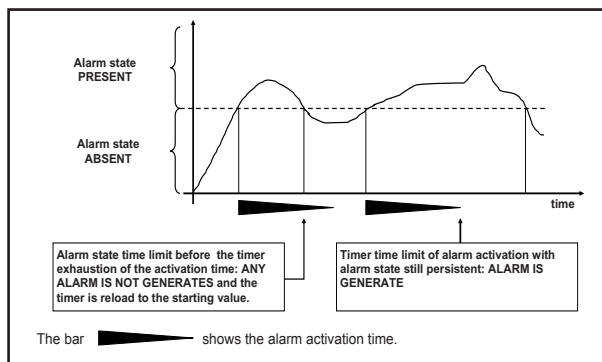 Alarm state
PRESENT
Alarm state
ABSENT
time
Alarm state time limit before the timer
exhaustion of the activation time: ANY
ALARM IS NOT GENERATES and the
timer is reload to the starting value.
Timer time limit of alarm activation with
alarm state still persistent: ALARM IS
GENERATE
The bar shows the alarm activation time.